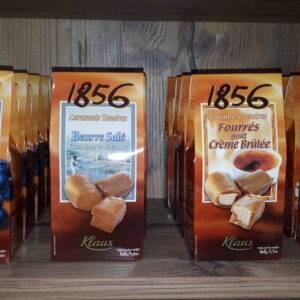 1856
Caramels Tendres
Beurre Salé
Klaus
1856
Caramels Tendres
Fourrés
goût
Crème Brûlée
Klaus